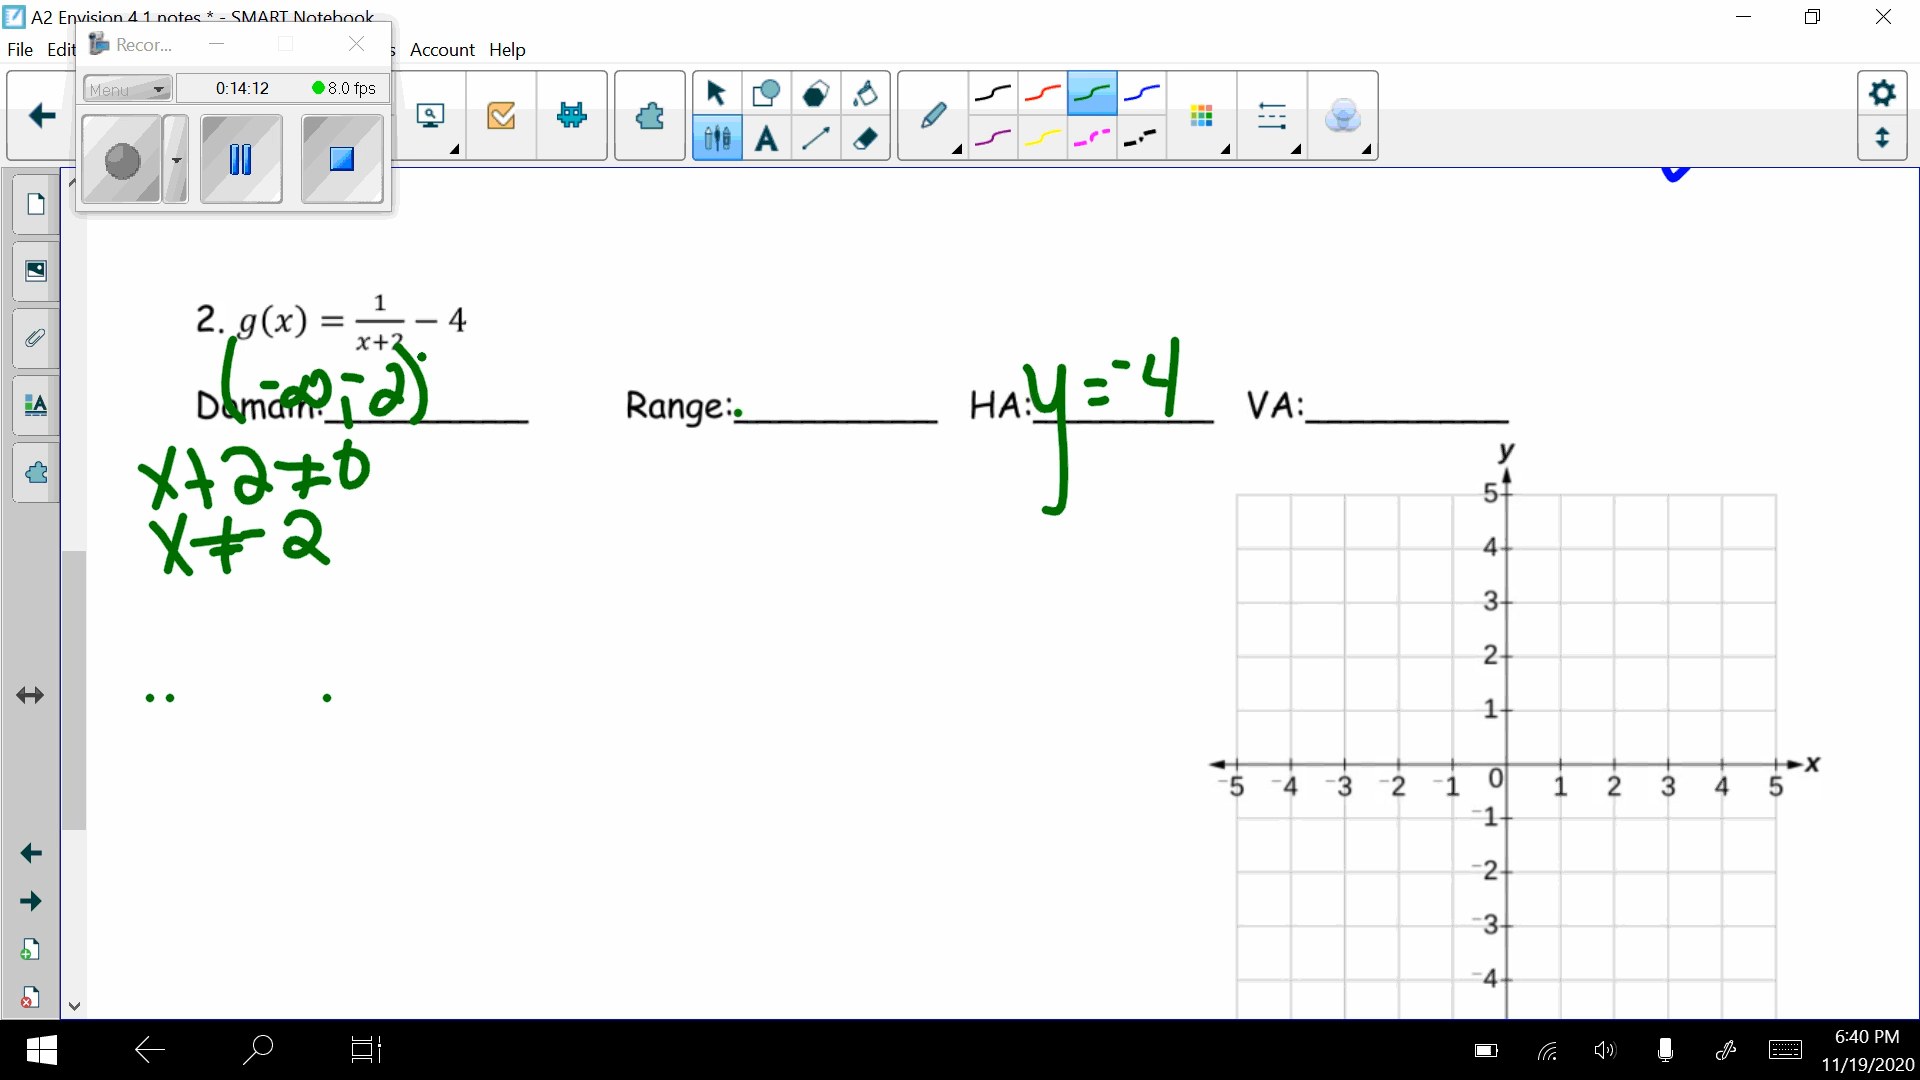 A2 Envision 4.1 notes * - SMART Notebook
File Edit Account Help
Recor...
Menu 0:14:12 8.0 fps
2. g(x) = 1/(x+2) − 4
(-∞,-2)
Domain:__________ Range:__________ HA: y = -4 VA:__________
x+2≠0
x≠-2
y
5
4
3
2
1
-5 -4 -3 -2 -1 0 1 2 3 4 5 x
-1
-2
-3
-4
6:40 PM
11/19/2020